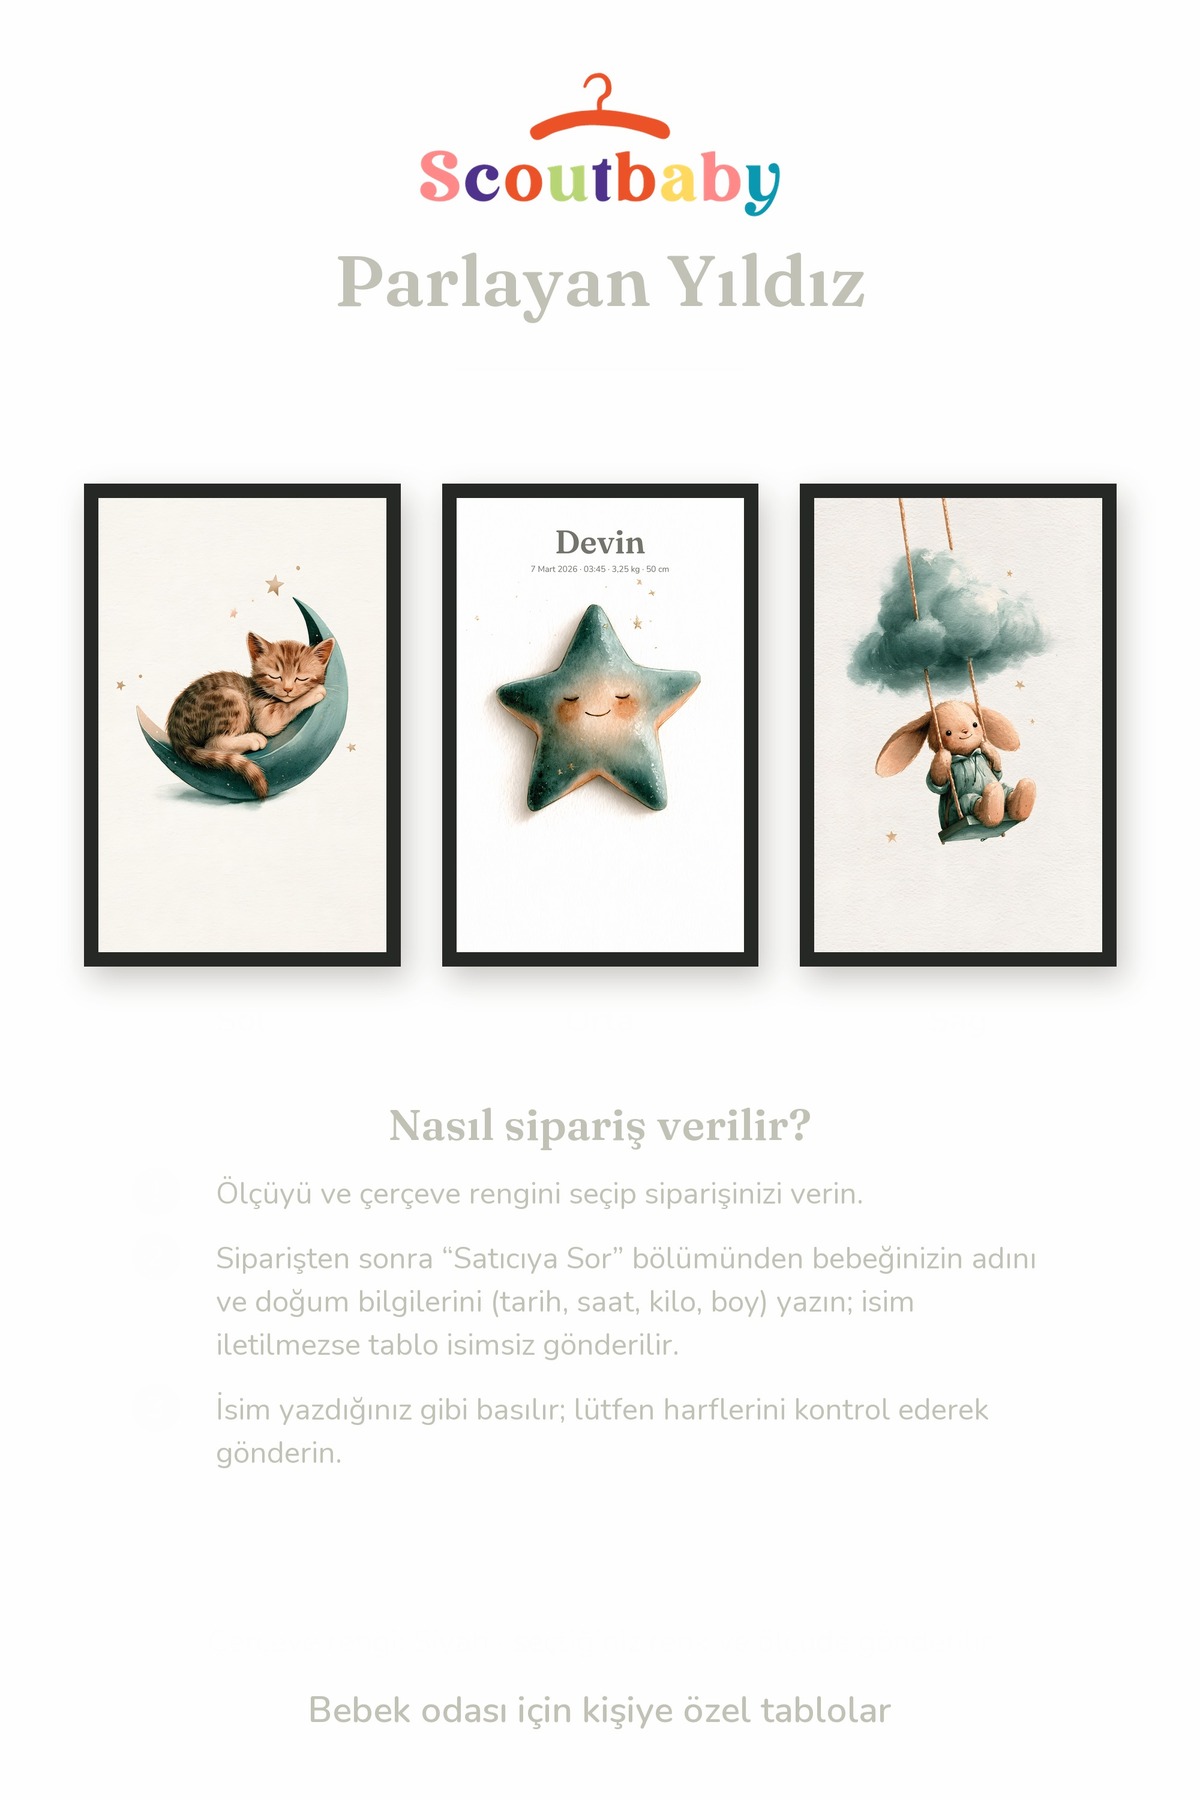 Scoutbaby
Parlayan Yıldız
Devin
7 Mart 2026 · 03:45 · 3,25 kg · 50 cm
Nasıl sipariş verilir?
Ölçüyü ve çerçeve rengini seçip siparişinizi verin.
Siparişten sonra “Satıcıya Sor” bölümünden bebeğinizin adını
ve doğum bilgilerini (tarih, saat, kilo, boy) yazın; isim
iletilmezse tablo isimsiz gönderilir.
İsim yazdığınız gibi basılır; lütfen harflerini kontrol ederek
gönderin.
Bebek odası için kişiye özel tablolar